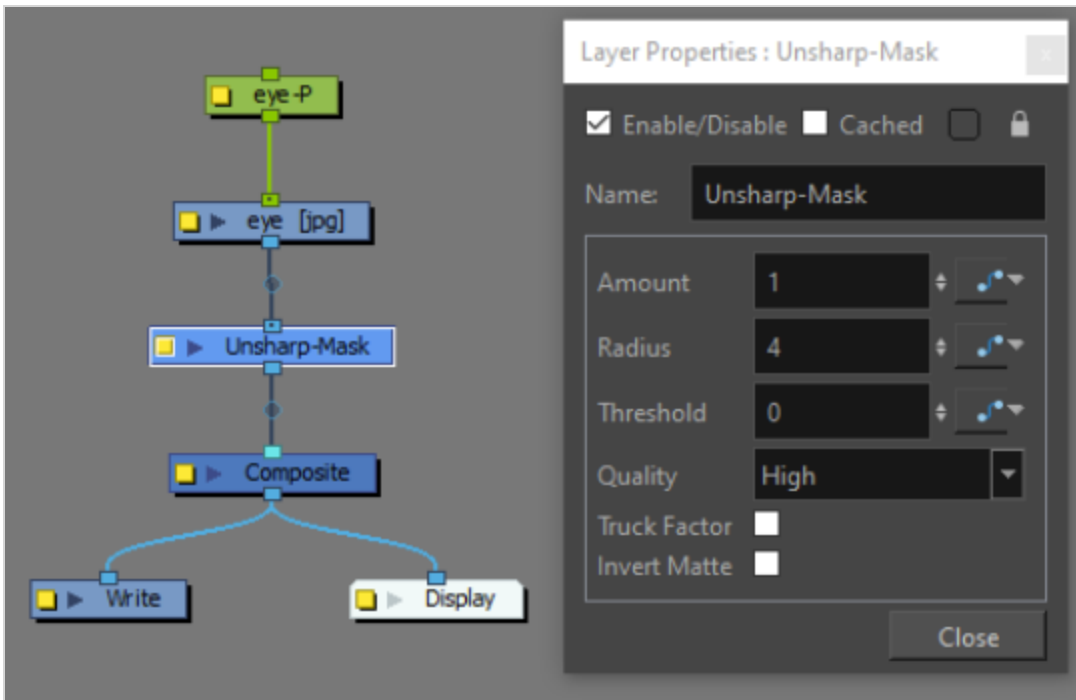 eye-P
eye [jpg]
Unsharp-Mask
Composite
Write
Display
Layer Properties : Unsharp-Mask
x
Enable/Disable Cached
Name: Unsharp-Mask
Amount 1
Radius 4
Threshold 0
Quality High
Truck Factor
Invert Matte
Close